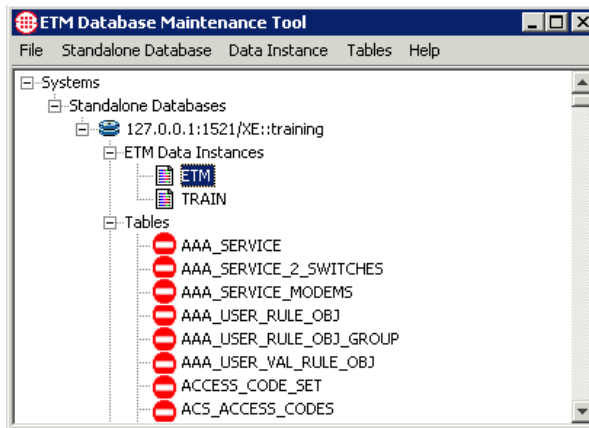 ETM Database Maintenance Tool
File Standalone Database Data Instance Tables Help
Systems
Standalone Databases
127.0.0.1:1521/XE::training
ETM Data Instances
ETM
TRAIN
Tables
AAA_SERVICE
AAA_SERVICE_2_SWITCHES
AAA_SERVICE_MODEMS
AAA_USER_RULE_OBJ
AAA_USER_RULE_OBJ_GROUP
AAA_USER_VAL_RULE_OBJ
ACCESS_CODE_SET
ACS_ACCESS_CODES